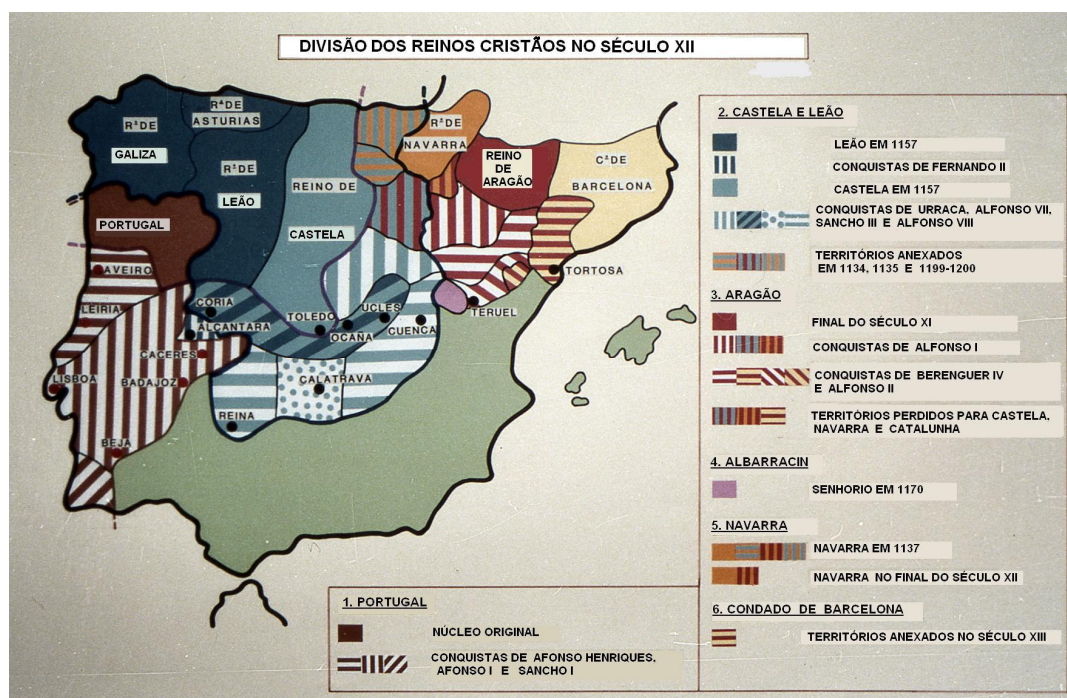 DIVISÃO DOS REINOS CRISTÃOS NO SÉCULO XII
Rº DE
GALIZA
Rº DE
ASTURIAS
Rº DE
LEÃO
REINO DE
CASTELA
Rº DE
NAVARRA
REINO
DE
ARAGÃO
Cº DE
BARCELONA
PORTUGAL
AVEIRO
LEIRIA
LISBOA
BEJA
CORIA
ALCANTARA
CACERES
BADAJOZ
TOLEDO
OCAÑA
UCLES
CUENCA
CALATRAVA
REINA
TERUEL
TORTOSA
1. PORTUGAL
NÚCLEO ORIGINAL
CONQUISTAS DE AFONSO HENRIQUES,
AFONSO I E SANCHO I
2. CASTELA E LEÃO
LEÃO EM 1157
CONQUISTAS DE FERNANDO II
CASTELA EM 1157
CONQUISTAS DE URRACA, ALFONSO VII,
SANCHO III E ALFONSO VIII
TERRITÓRIOS ANEXADOS
EM 1134, 1135 E 1199-1200
3. ARAGÃO
FINAL DO SÉCULO XI
CONQUISTAS DE ALFONSO I
CONQUISTAS DE BERENGUER IV
E ALFONSO II
TERRITÓRIOS PERDIDOS PARA CASTELA,
NAVARRA E CATALUNHA
4. ALBARRACIN
SENHORIO EM 1170
5. NAVARRA
NAVARRA EM 1137
NAVARRA NO FINAL DO SÉCULO XII
6. CONDADO DE BARCELONA
TERRITÓRIOS ANEXADOS NO SÉCULO XIII